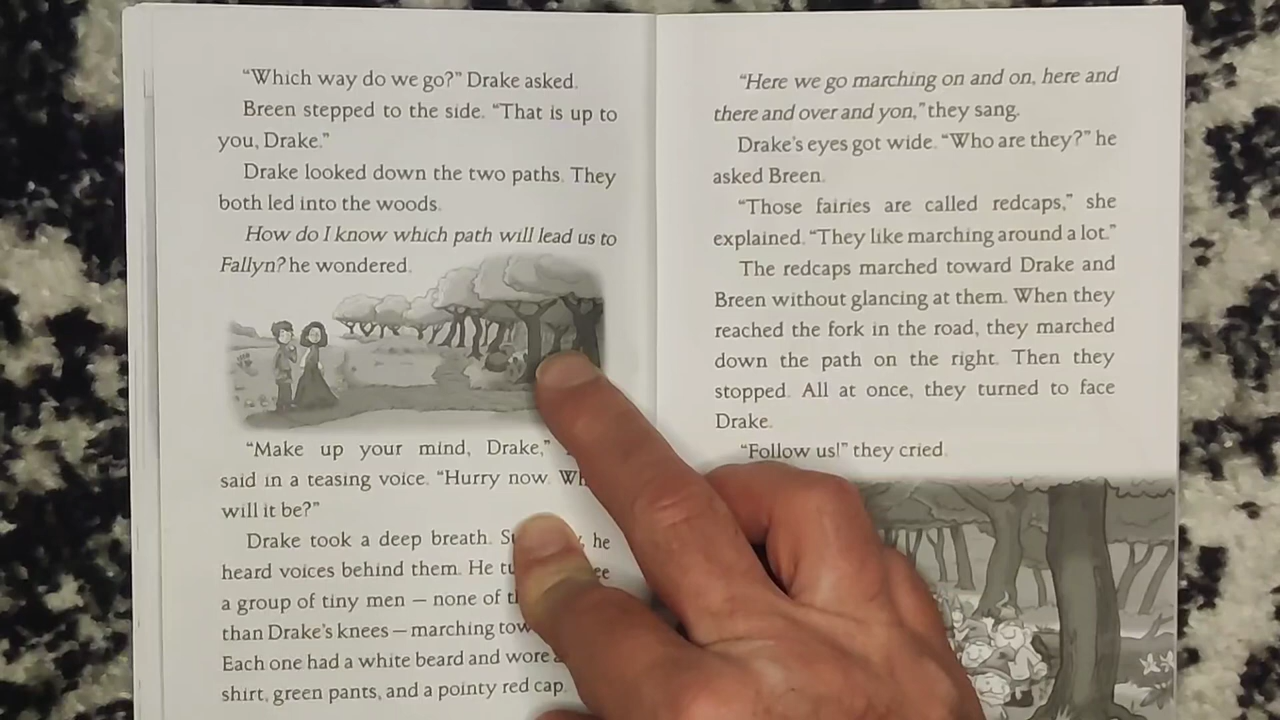 “Which way do we go?” Drake asked.
Breen stepped to the side. “That is up to
you, Drake.”
Drake looked down the two paths. They
both led into the woods.
How do I know which path will lead us to
Fallyn? he wondered.
“Make up your mind, Drake,”
said in a teasing voice. “Hurry now.
will it be?”
Drake took a deep breath. he
heard voices behind them. He
a group of tiny men — none of
than Drake’s knees — marching
Each one had a white beard and wore
shirt, green pants, and a pointy red cap.
“Here we go marching on and on, here and
there and over and yon,” they sang.
Drake’s eyes got wide. “Who are they?” he
asked Breen.
“Those fairies are called redcaps,” she
explained. “They like marching around a lot.”
The redcaps marched toward Drake and
Breen without glancing at them. When they
reached the fork in the road, they marched
down the path on the right. Then they
stopped. All at once, they turned to face
Drake.
“Follow us!” they cried.